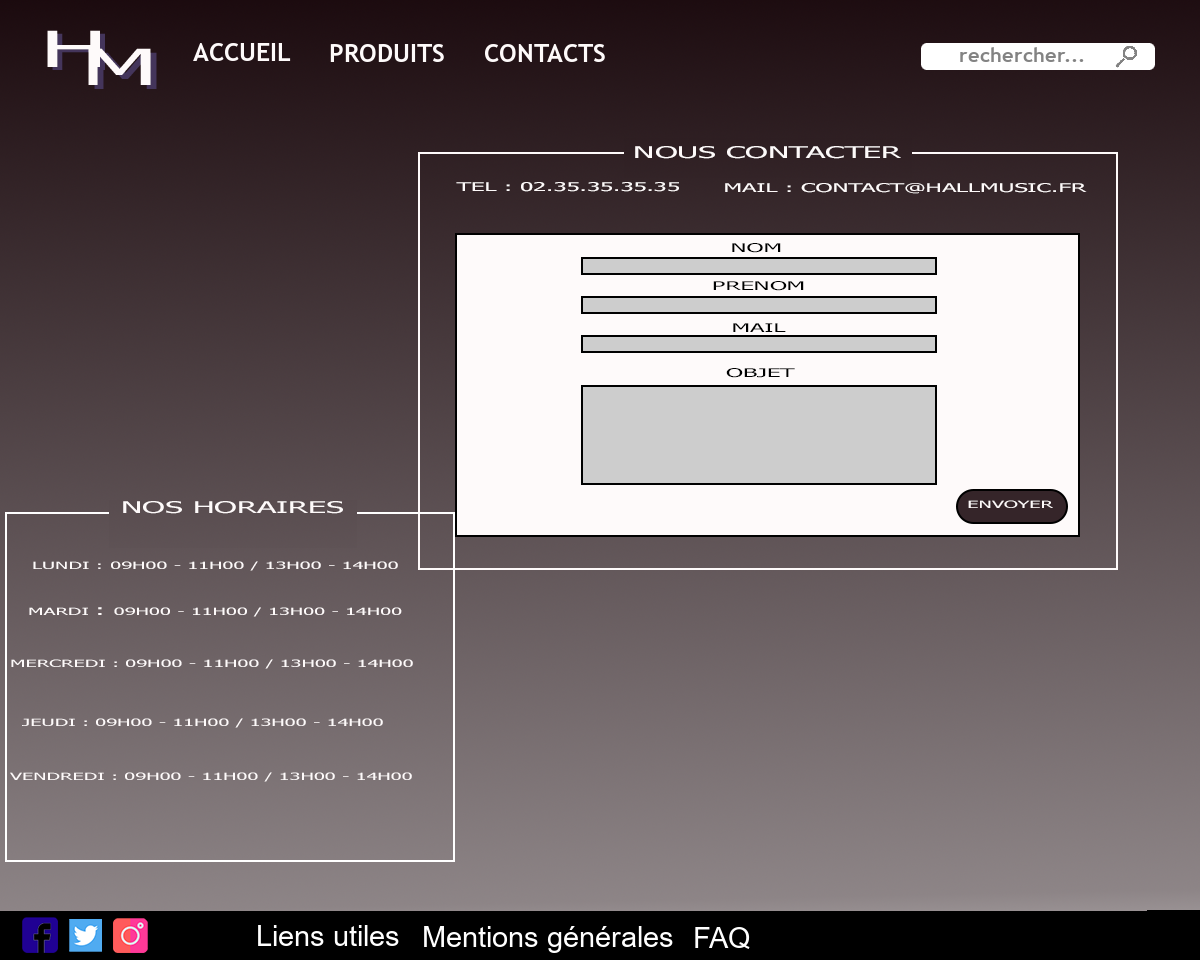 HM
ACCUEIL PRODUITS CONTACTS rechercher...
NOUS CONTACTER
TEL : 02.35.35.35.35 MAIL : CONTACT@HALLMUSIC.FR
NOM
PRENOM
MAIL
OBJET
ENVOYER
NOS HORAIRES
LUNDI : 09H00 - 11H00 / 13H00 - 14H00
MARDI : 09H00 - 11H00 / 13H00 - 14H00
MERCREDI : 09H00 - 11H00 / 13H00 - 14H00
JEUDI : 09H00 - 11H00 / 13H00 - 14H00
VENDREDI : 09H00 - 11H00 / 13H00 - 14H00
Liens utiles Mentions générales FAQ